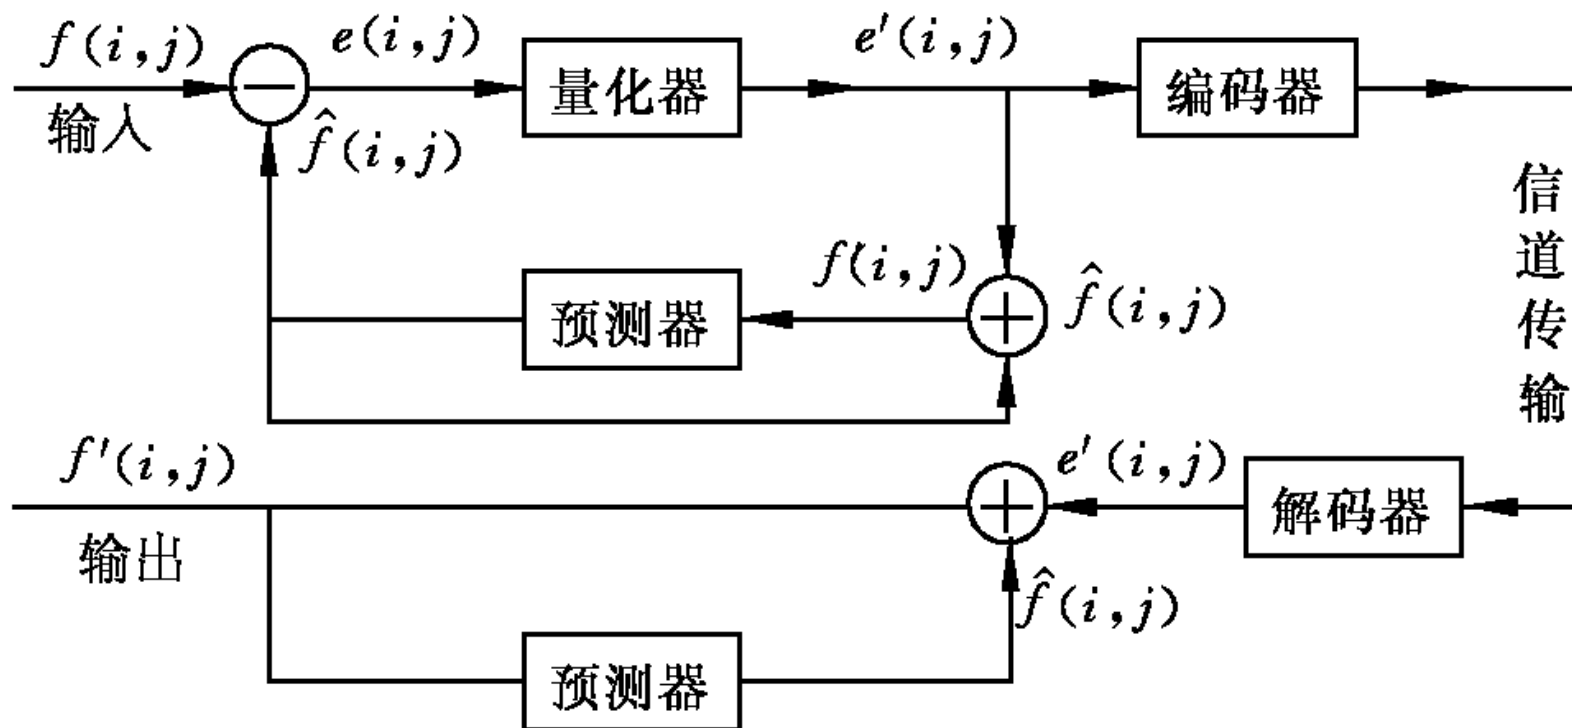 f(i,j)
e(i,j)
e′(i,j)
量化器
编码器
输入
f̂(i,j)
信道传输
f′(i,j)
f̂(i,j)
预测器
f′(i,j)
e′(i,j)
解码器
输出
f̂(i,j)
预测器